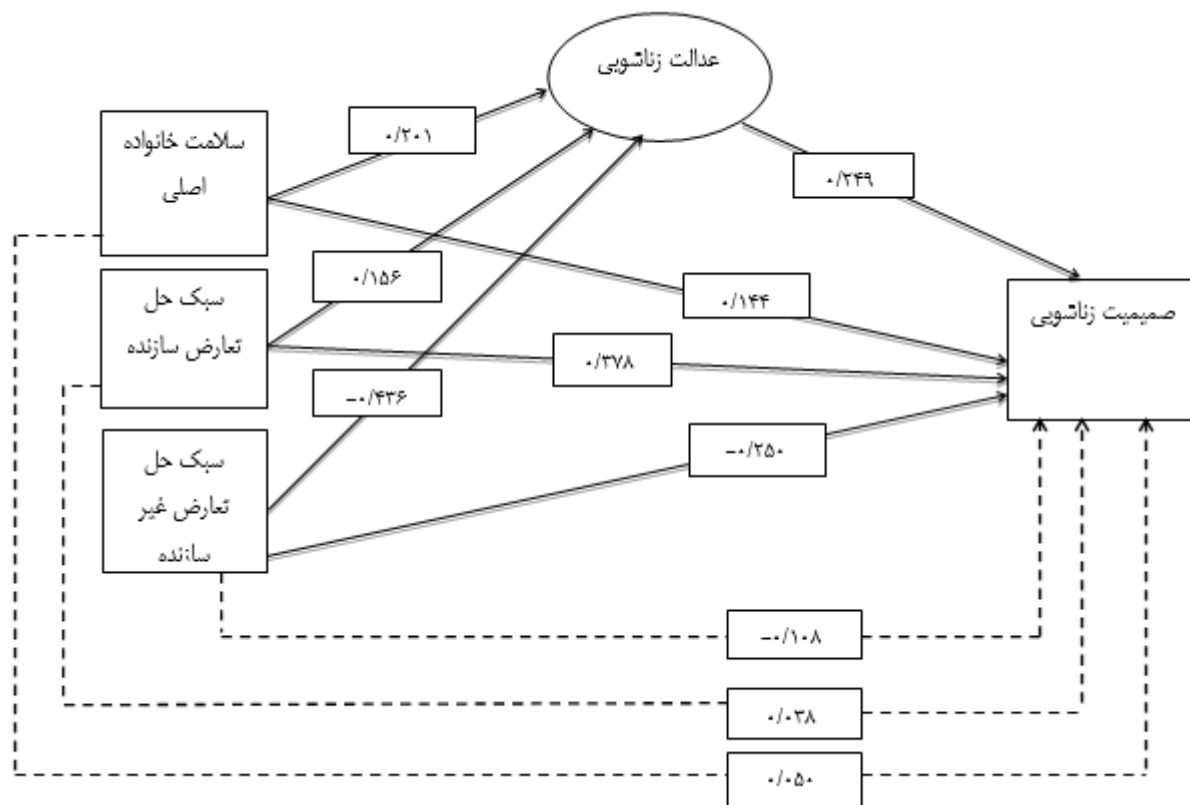 عدالت زناشویی
سلامت خانواده
اصلی
۰/۲۰۱
۰/۲۴۹
سبک حل
تعارض سازنده
۰/۱۵۶
۰/۱۴۴
صمیمیت زناشویی
۰/۳۷۸
-۰/۴۳۶
سبک حل
تعارض غیر
سازنده
-۰/۲۵۰
-۰/۱۰۸
۰/۰۳۸
۰/۰۵۰